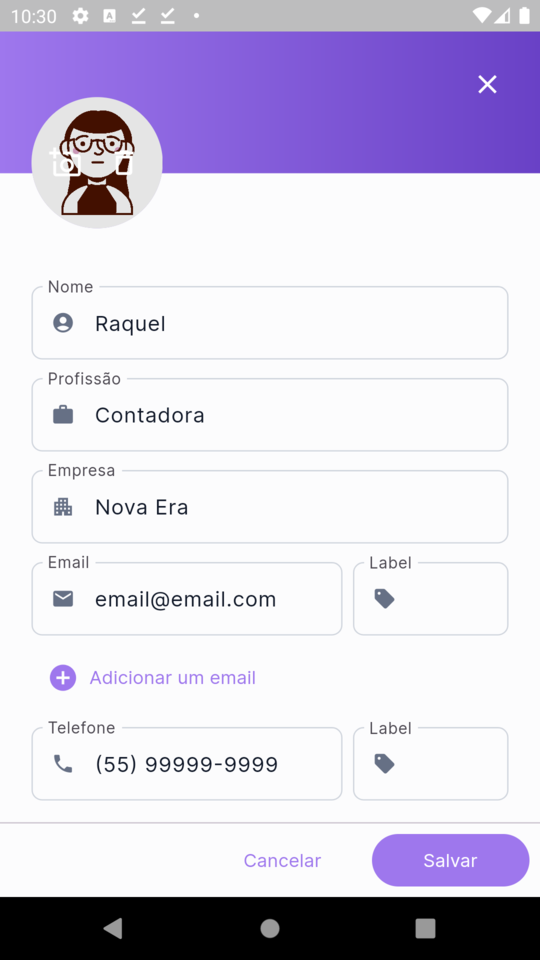 10:30
A
Nome
Raquel
Profissão
Contadora
Empresa
Nova Era
Email
email@email.com
Label
Adicionar um email
Telefone
(55) 99999-9999
Label
Cancelar
Salvar